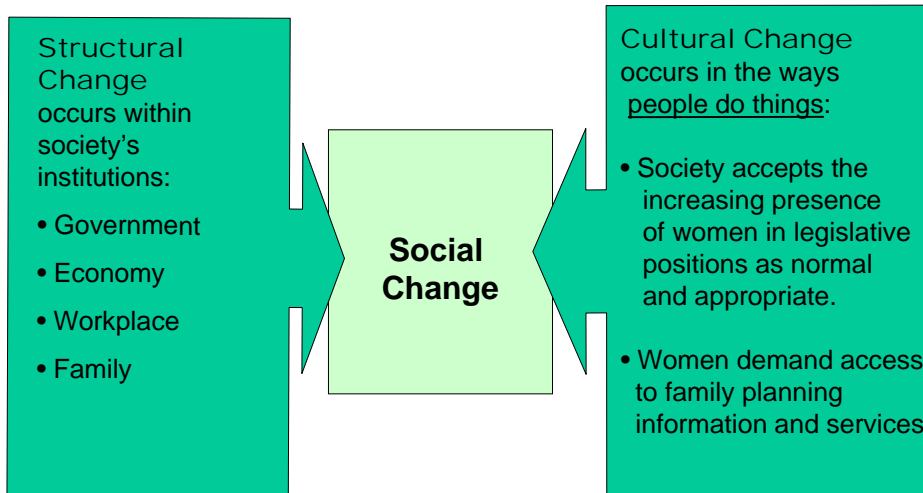 Structural
Change
occurs within
society’s
institutions:
• Government
• Economy
• Workplace
• Family
Social
Change
Cultural Change
occurs in the ways
people do things:
• Society accepts the
increasing presence
of women in legislative
positions as normal
and appropriate.
• Women demand access
to family planning
information and services